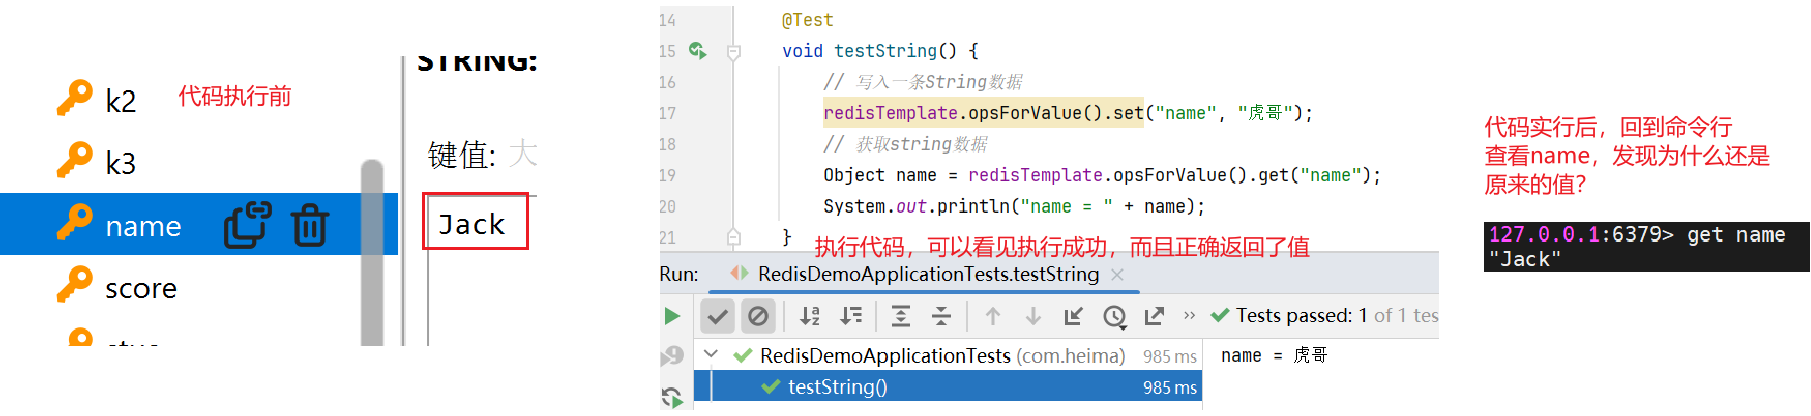 STRING:
k2
代码执行前
k3
键值: 大
name
Jack
score
14 @Test
15 void testString() {
16 // 写入一条String数据
17 redisTemplate.opsForValue().set("name", "虎哥");
18 // 获取string数据
19 Object name = redisTemplate.opsForValue().get("name");
20 System.out.println("name = " + name);
21 }
执行代码，可以看见执行成功，而且正确返回了值
Run: RedisDemoApplicationTests.testString
Tests passed: 1 of 1 tes
RedisDemoApplicationTests (com.heima) 985 ms
testString() 985 ms
name = 虎哥
代码实行后，回到命令行
查看name，发现为什么还是
原来的值？
127.0.0.1:6379> get name
"Jack"